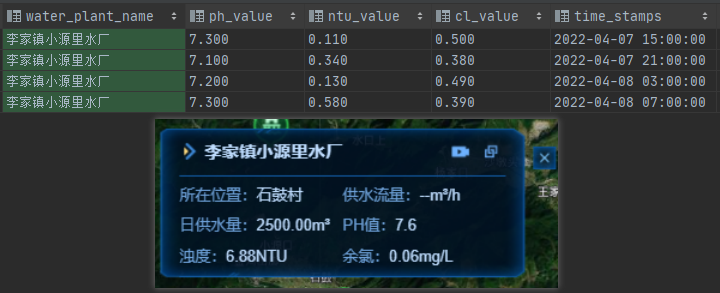 water_plant_name ph_value ntu_value cl_value time_stamps
李家镇小源里水厂 7.300 0.110 0.500 2022-04-07 15:00:00
李家镇小源里水厂 7.100 0.340 0.380 2022-04-07 21:00:00
李家镇小源里水厂 7.200 0.130 0.490 2022-04-08 03:00:00
李家镇小源里水厂 7.300 0.580 0.390 2022-04-08 07:00:00
李家镇小源里水厂
所在位置：石鼓村 供水流量：--m³/h
王家
日供水量：2500.00m³ PH值：7.6
浊度：6.88NTU 余氯：0.06mg/L